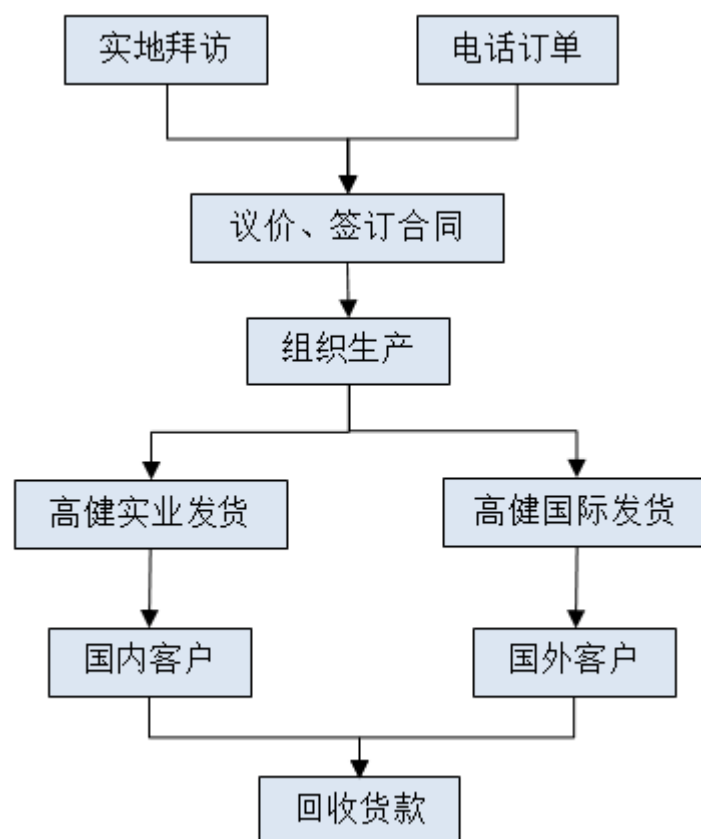 实地拜访
电话订单
议价、签订合同
组织生产
高健实业发货
高健国际发货
国内客户
国外客户
回收货款